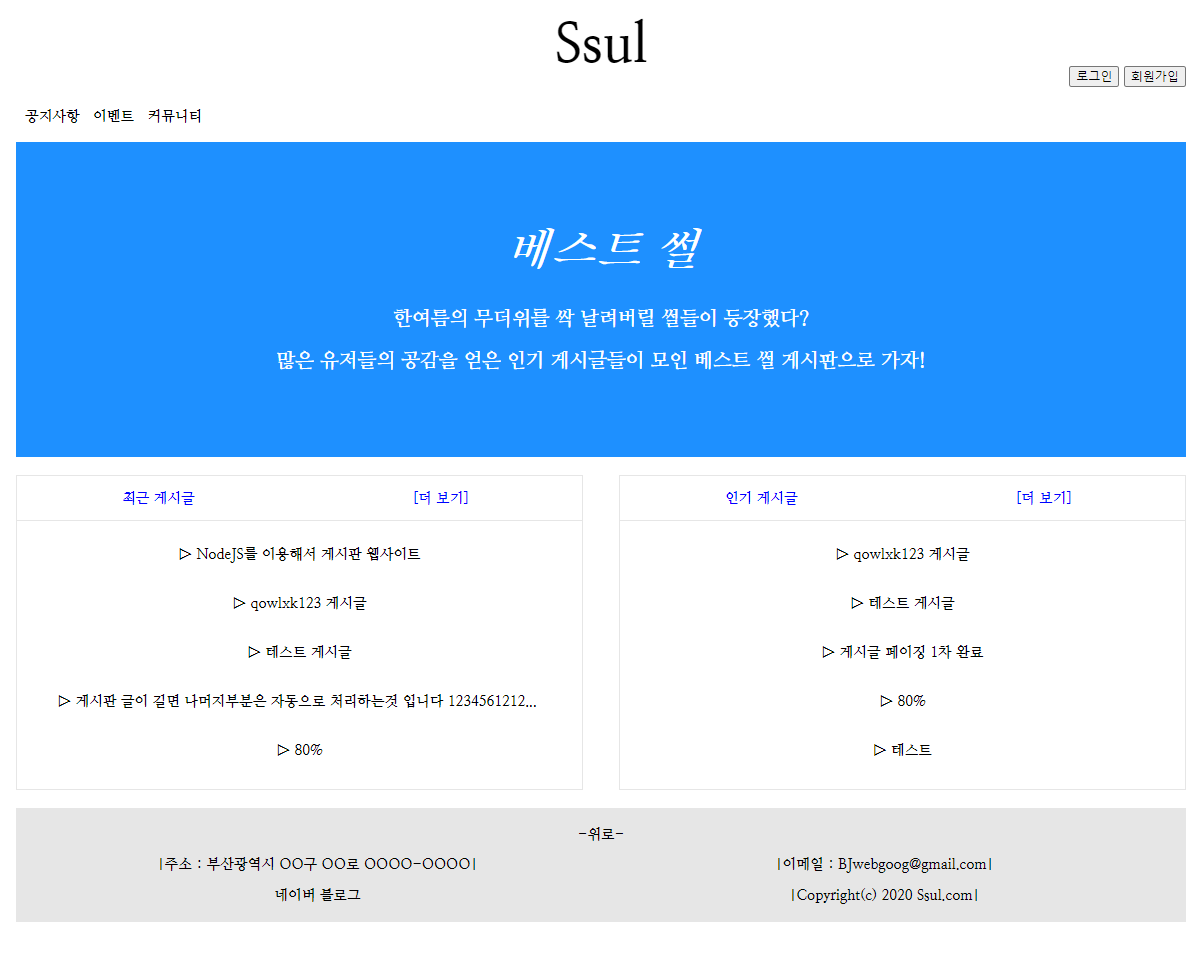 Ssul
로그인 회원가입
공지사항 이벤트 커뮤니티
베스트 썰
한여름의 무더위를 싹 날려버릴 썰들이 등장했다?
많은 유저들의 공감을 얻은 인기 게시글들이 모인 베스트 썰 게시판으로 가자!
최근 게시글 [더 보기]
▷ NodeJS를 이용해서 게시판 웹사이트
▷ qowlxk123 게시글
▷ 테스트 게시글
▷ 게시판 글이 길면 나머지부분은 자동으로 처리하는것 입니다 1234561212...
▷ 80%
인기 게시글 [더 보기]
▷ qowlxk123 게시글
▷ 테스트 게시글
▷ 게시글 페이징 1차 완료
▷ 80%
▷ 테스트
-위로-
|주소 : 부산광역시 OO구 OO로 OOOO-OOOO| |이메일 : BJwebgoog@gmail.com|
네이버 블로그 |Copyright(c) 2020 Ssul.com|